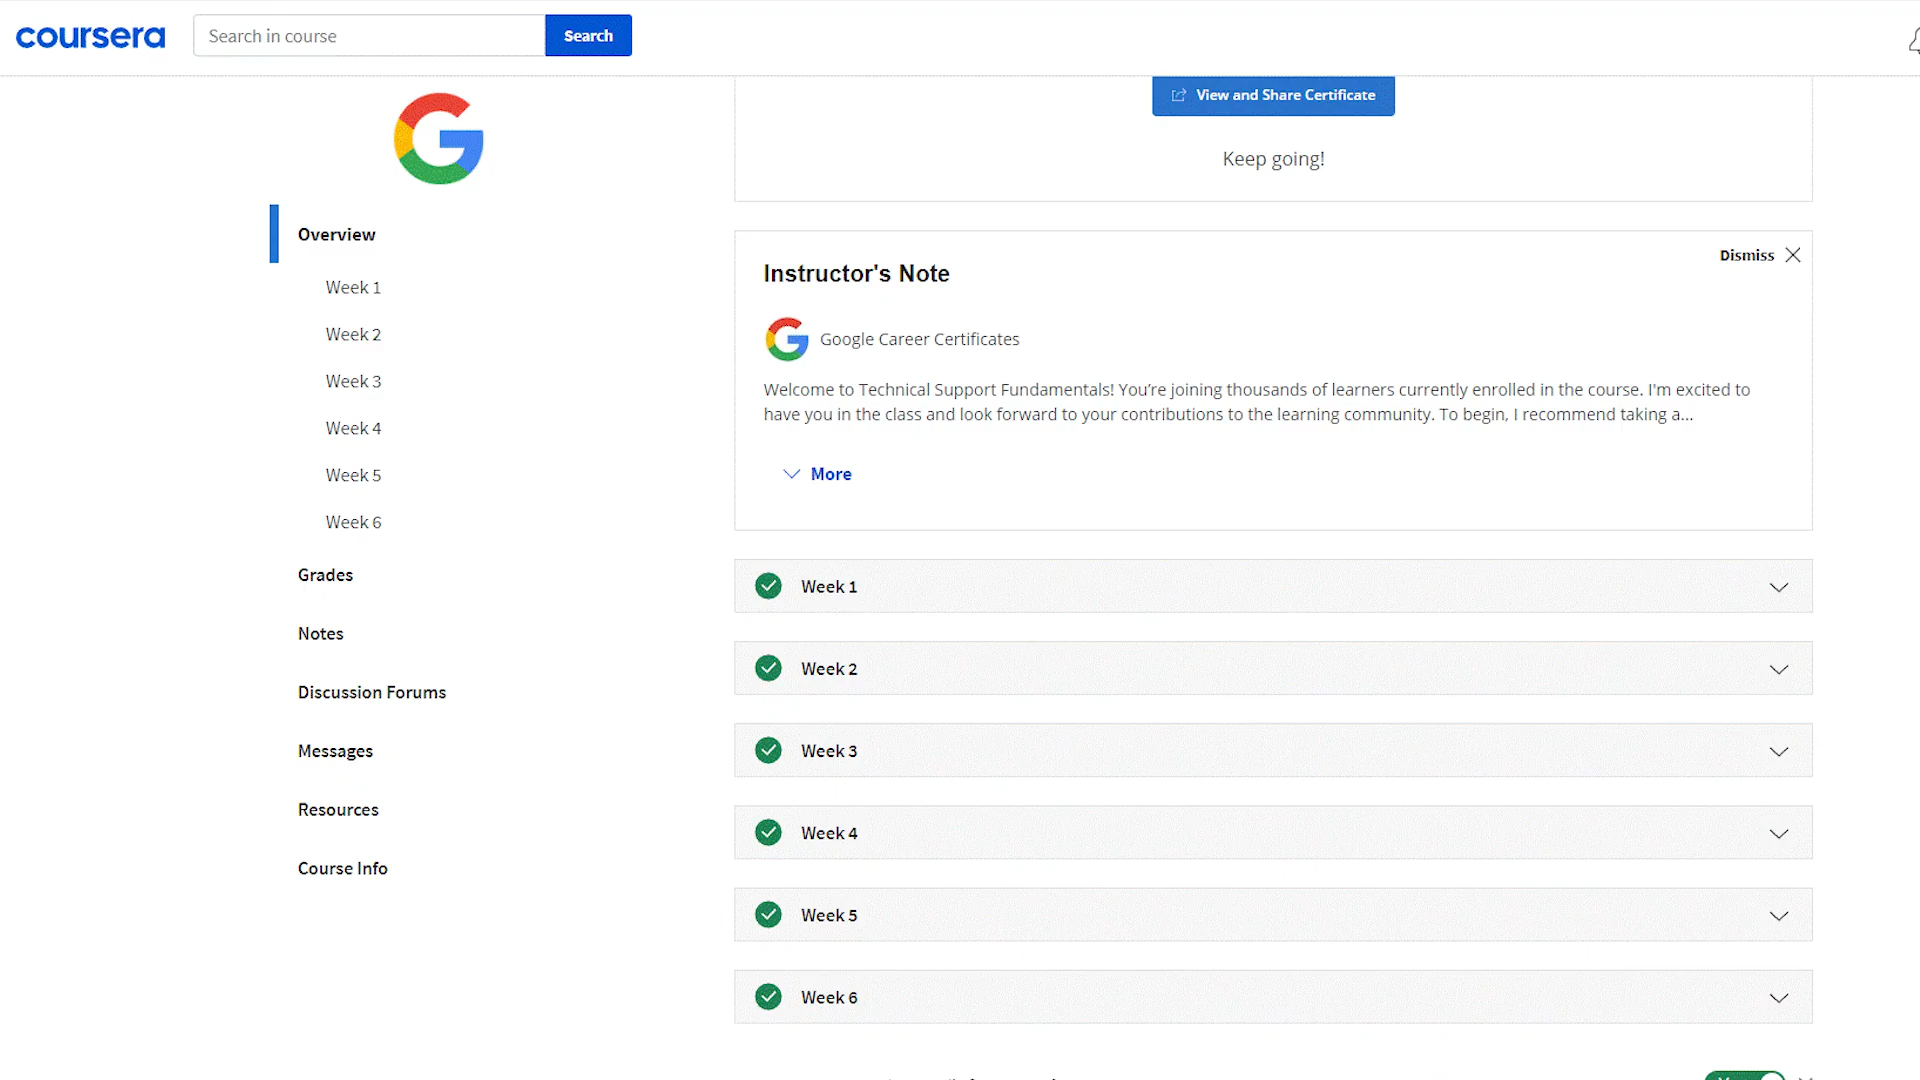 coursera
Search in course
Search
View and Share Certificate
Keep going!
Overview
Week 1
Week 2
Week 3
Week 4
Week 5
Week 6
Grades
Notes
Discussion Forums
Messages
Resources
Course Info
Dismiss
Instructor's Note
Google Career Certificates
Welcome to Technical Support Fundamentals! You’re joining thousands of learners currently enrolled in the course. I'm excited to
have you in the class and look forward to your contributions to the learning community. To begin, I recommend taking a...
More
Week 1
Week 2
Week 3
Week 4
Week 5
Week 6